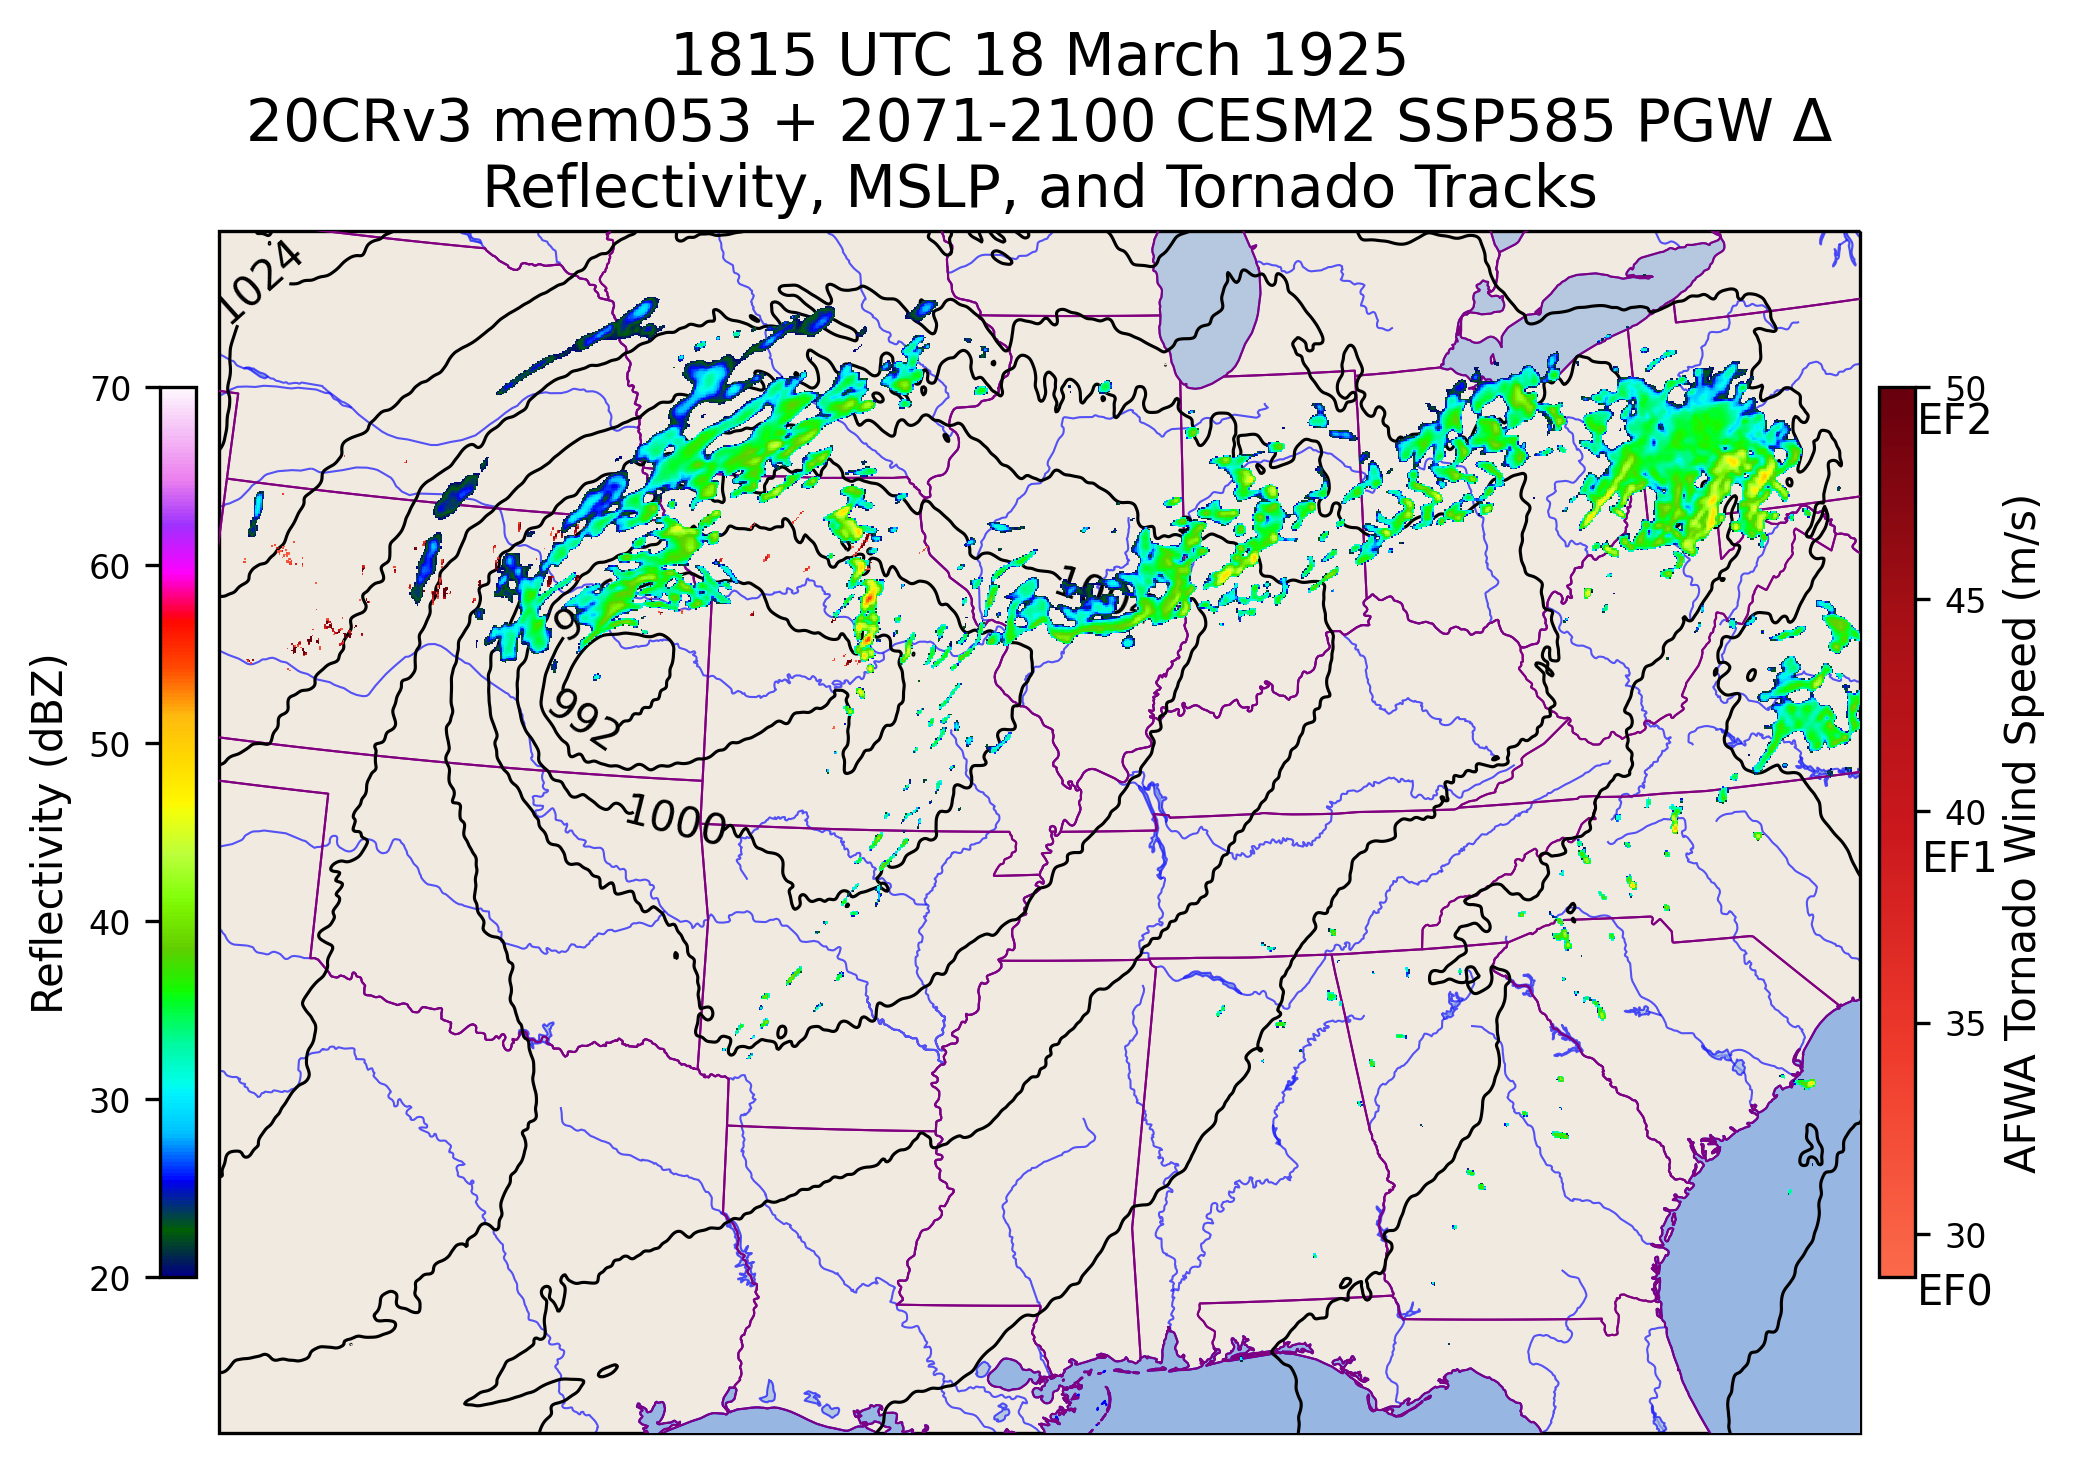 1815 UTC 18 March 1925
20CRv3 mem053 + 2071-2100 CESM2 SSP585 PGW Δ
Reflectivity, MSLP, and Tornado Tracks
1024
992
1000
70
60
50
40
30
20
Reflectivity (dBZ)
50
EF2
45
40
EF1
35
30
EF0
AFWA Tornado Wind Speed (m/s)